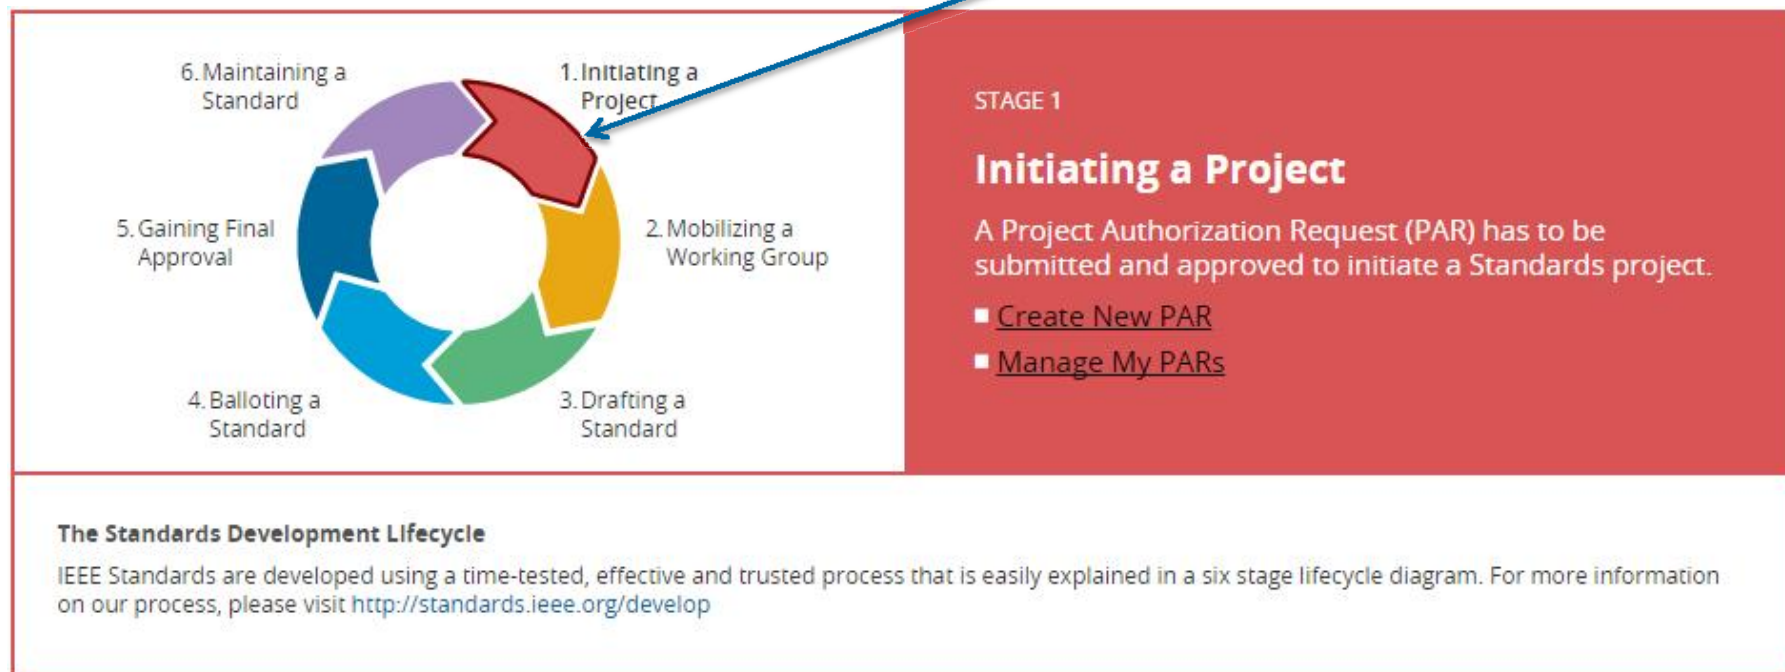 6. Maintaining a
Standard
1. Initiating a
Project
5. Gaining Final
Approval
2. Mobilizing a
Working Group
4. Balloting a
Standard
3. Drafting a
Standard
STAGE 1
Initiating a Project
A Project Authorization Request (PAR) has to be
submitted and approved to initiate a Standards project.
Create New PAR
Manage My PARs
The Standards Development Lifecycle
IEEE Standards are developed using a time-tested, effective and trusted process that is easily explained in a six stage lifecycle diagram. For more information
on our process, please visit http://standards.ieee.org/develop